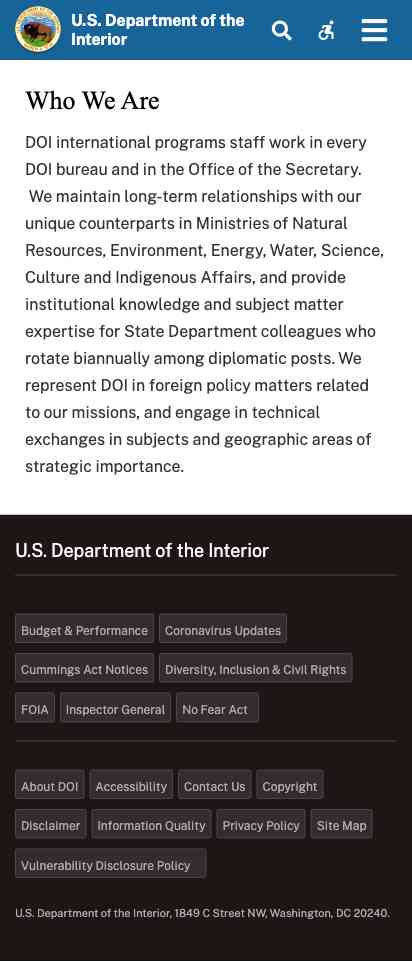 U.S. Department of the
Interior
Who We Are
DOI international programs staff work in every
DOI bureau and in the Office of the Secretary.
We maintain long-term relationships with our
unique counterparts in Ministries of Natural
Resources, Environment, Energy, Water, Science,
Culture and Indigenous Affairs, and provide
institutional knowledge and subject matter
expertise for State Department colleagues who
rotate biannually among diplomatic posts. We
represent DOI in foreign policy matters related
to our missions, and engage in technical
exchanges in subjects and geographic areas of
strategic importance.
U.S. Department of the Interior
Budget & Performance Coronavirus Updates
Cummings Act Notices Diversity, Inclusion & Civil Rights
FOIA Inspector General No Fear Act
About DOI Accessibility Contact Us Copyright
Disclaimer Information Quality Privacy Policy Site Map
Vulnerability Disclosure Policy
U.S. Department of the Interior, 1849 C Street NW, Washington, DC 20240.